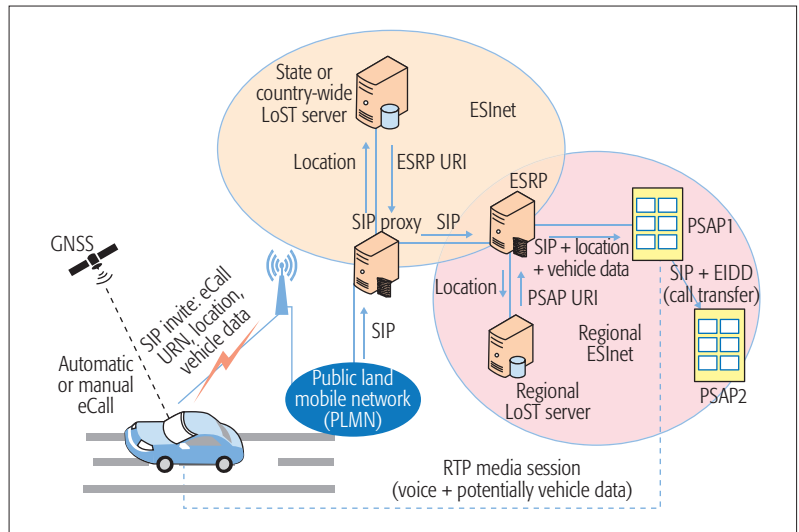 State or
country-wide
LoST server
ESInet
Location
ESRP URI
ESRP
SIP proxy
SIP
PSAP1
GNSS
SIP + location
+ vehicle data
SIP + EIDD
(call transfer)
SIP invite: eCall
URN, location,
vehicle data
Location
PSAP URI
SIP
Regional
ESInet
Automatic
or manual
eCall
Public land
mobile network
(PLMN)
Regional
LoST server
PSAP2
RTP media session
(voice + potentially vehicle data)